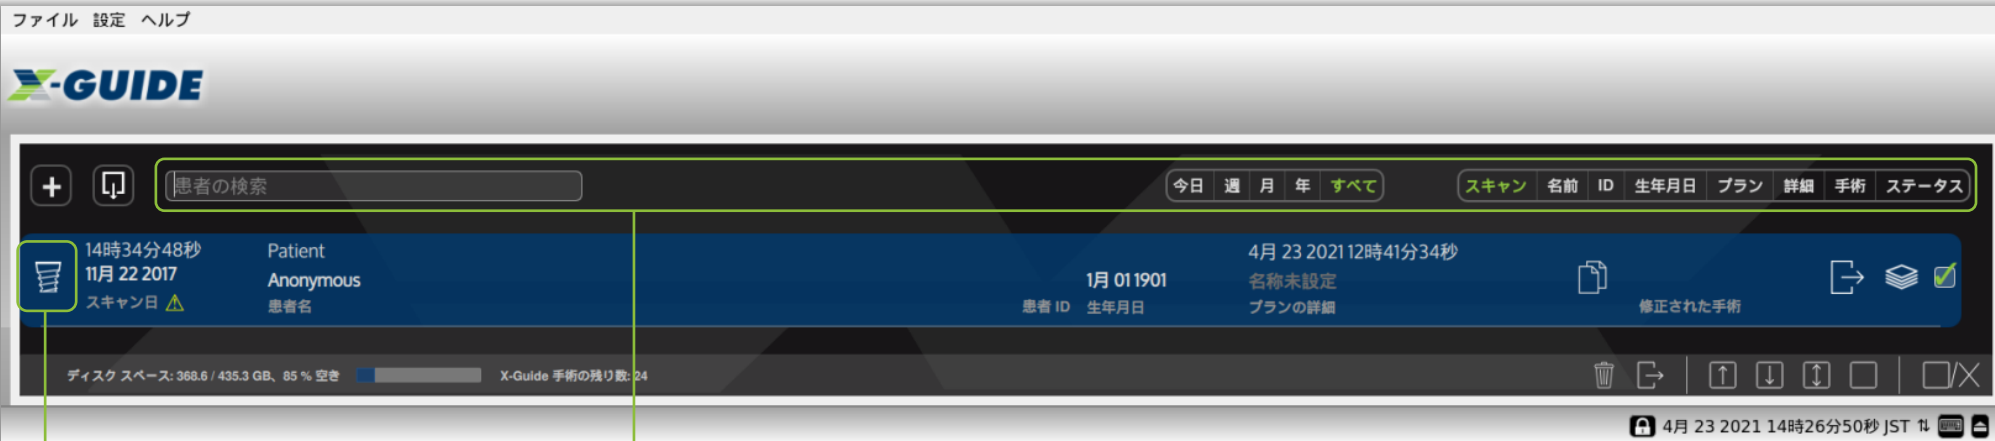 ファイル 設定 ヘルプ
X-GUIDE
患者の検索 今日 週 月 年 すべて スキャン 名前 ID 生年月日 プラン 詳細 手術 ステータス
14時34分48秒 Patient 4月 23 2021 12時41分34秒
11月 22 2017 Anonymous 1月 01 1901 名称未設定
スキャン日 患者名 患者 ID 生年月日 プランの詳細 修正された手術
ディスク スペース: 368.6 / 435.3 GB、85 % 空き X-Guide 手術の残り数: 24
4月 23 2021 14時26分50秒 JST